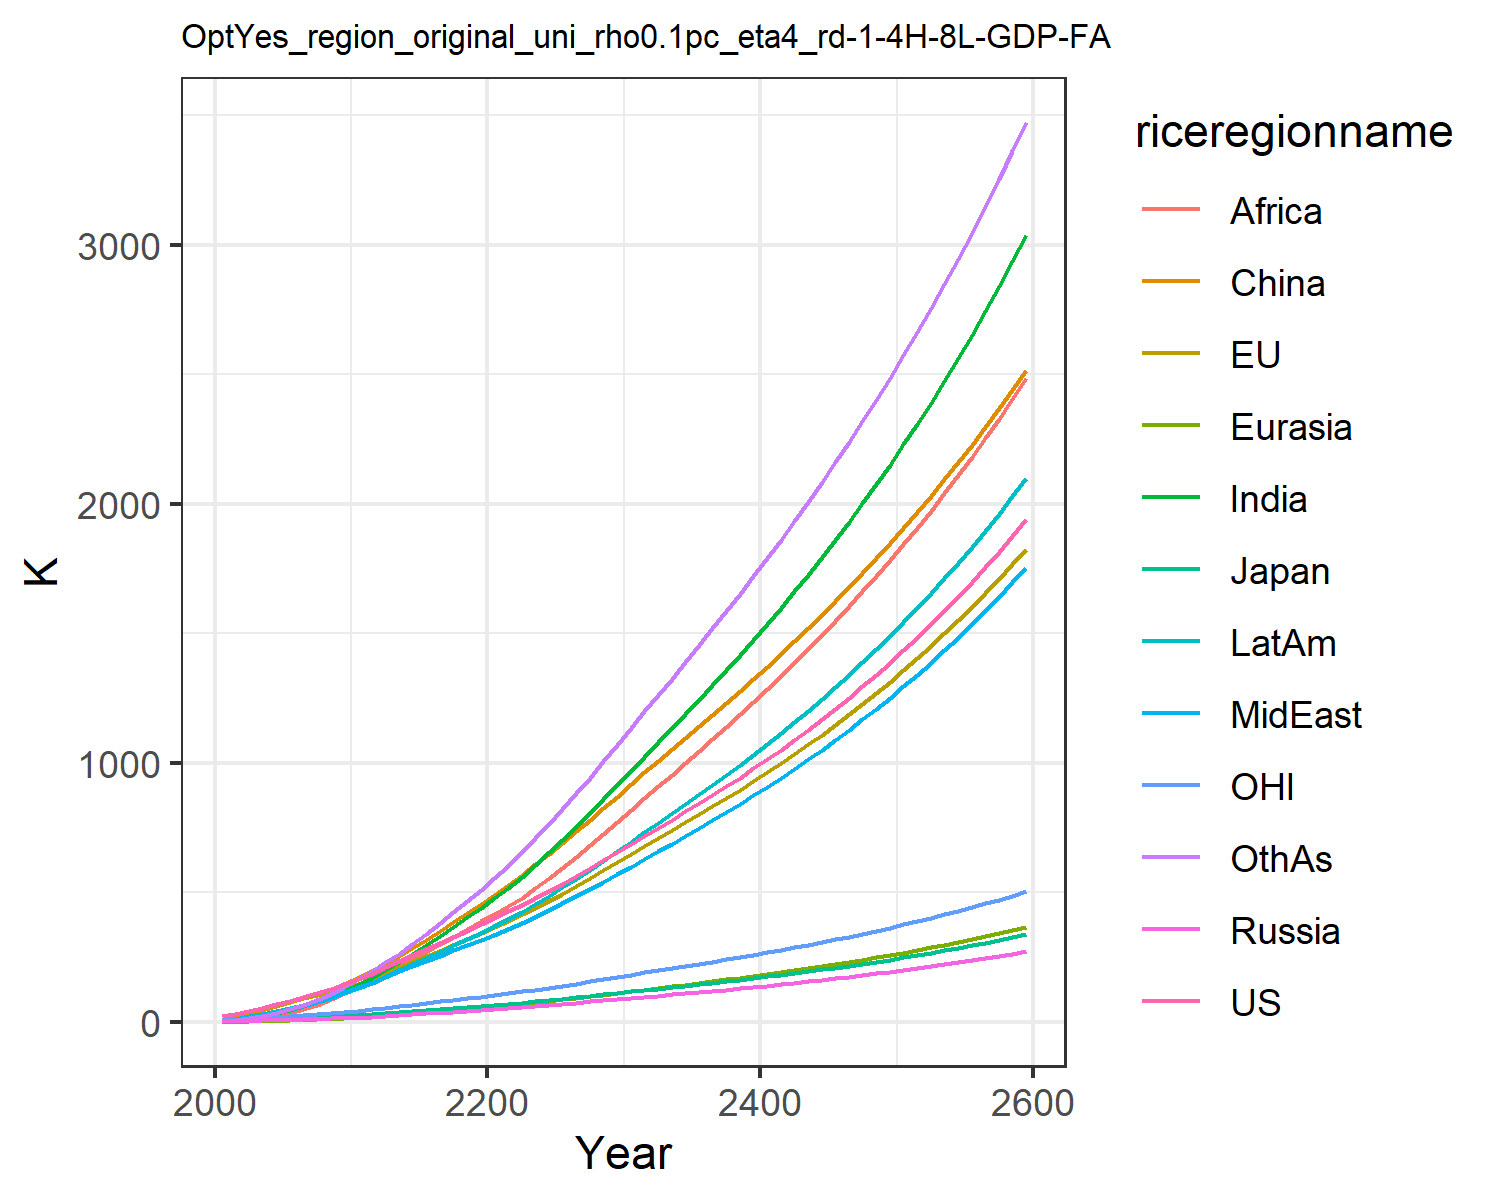 OptYes_region_original_uni_rho0.1pc_eta4_rd-1-4H-8L-GDP-FA
riceregionname
Africa
China
EU
Eurasia
India
Japan
LatAm
MidEast
OHI
OthAs
Russia
US
K
3000
2000
1000
0
2000 2200 2400 2600
Year